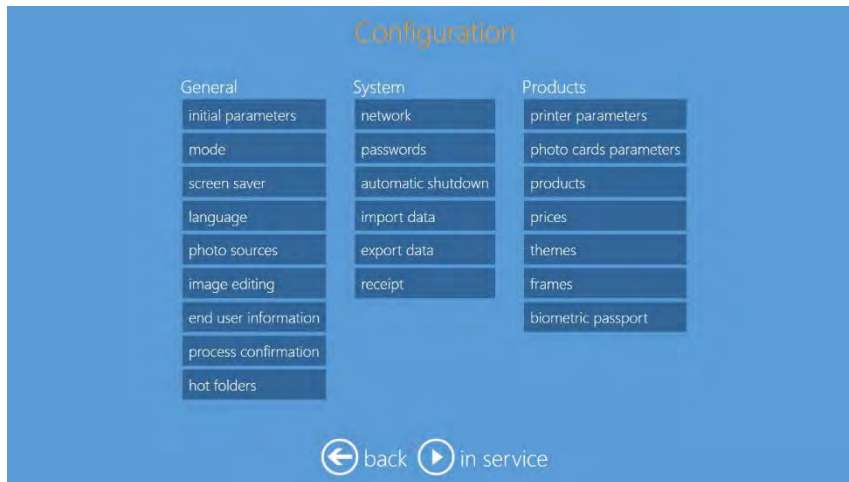 Configuration
General
initial parameters
mode
screen saver
language
photo sources
image editing
end user information
process confirmation
hot folders
System
network
passwords
automatic shutdown
import data
export data
receipt
Products
printer parameters
photo cards parameters
products
prices
themes
frames
biometric passport
back in service